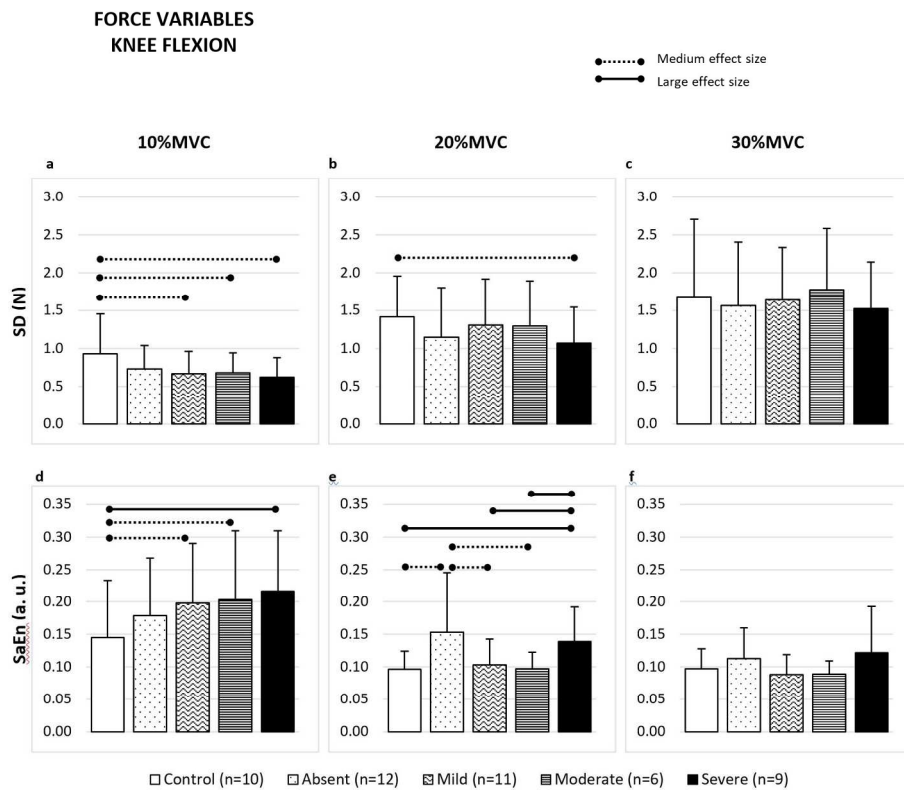 FORCE VARIABLES
KNEE FLEXION
Medium effect size
Large effect size
10%MVC
20%MVC
30%MVC
a
b
c
SD (N)
3.0
2.5
2.0
1.5
1.0
0.5
0.0
3.0
2.5
2.0
1.5
1.0
0.5
0.0
3.0
2.5
2.0
1.5
1.0
0.5
0.0
d
e
f
SaEn (a. u.)
0.35
0.30
0.25
0.20
0.15
0.10
0.05
0.00
0.35
0.30
0.25
0.20
0.15
0.10
0.05
0.00
0.35
0.30
0.25
0.20
0.15
0.10
0.05
0.00
Control (n=10) Absent (n=12) Mild (n=11) Moderate (n=6) Severe (n=9)